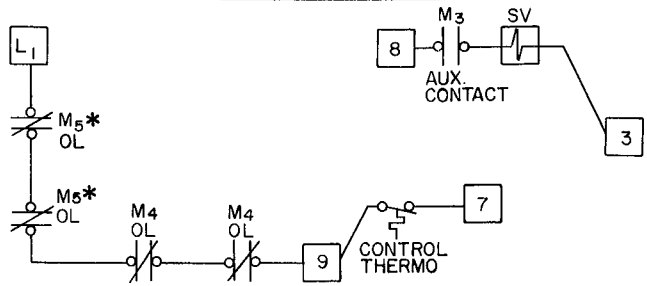 L1
M5*
OL
M5*
OL
M4
OL
M4
OL
9
CONTROL
THERMO
7
8
M3
AUX.
CONTACT
SV
3